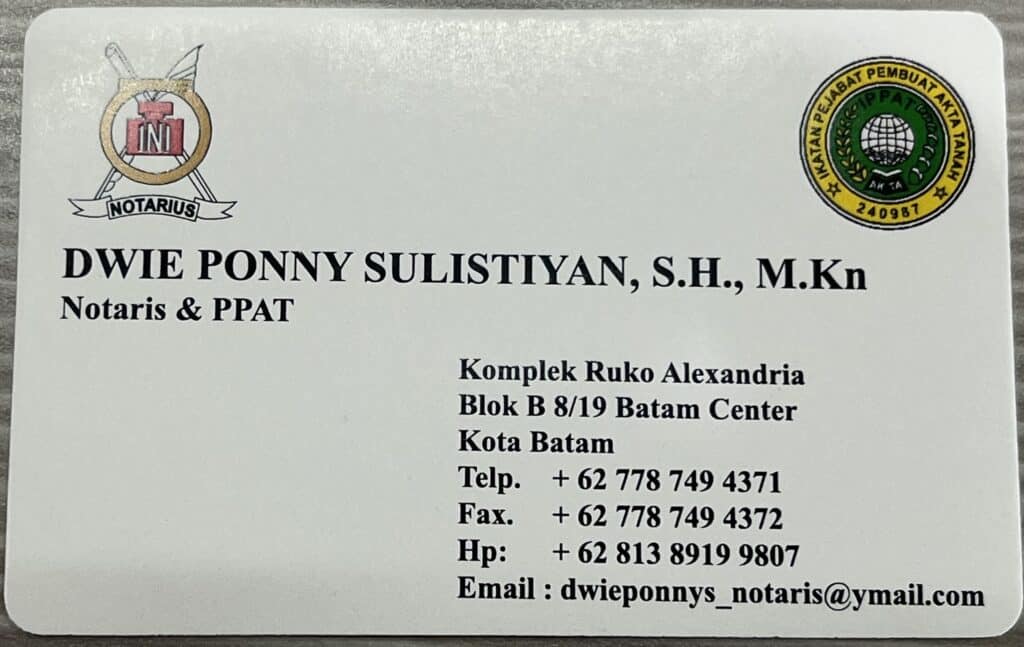 INI
NOTARIUS
IKATAN PEJABAT PEMBUAT AKTA TANAH
IPPAT
AKTA
240987
DWIE PONNY SULISTIYAN, S.H., M.Kn
Notaris & PPAT
Komplek Ruko Alexandria
Blok B 8/19 Batam Center
Kota Batam
Telp. + 62 778 749 4371
Fax. + 62 778 749 4372
Hp: + 62 813 8919 9807
Email : dwieponnys_notaris@ymail.com